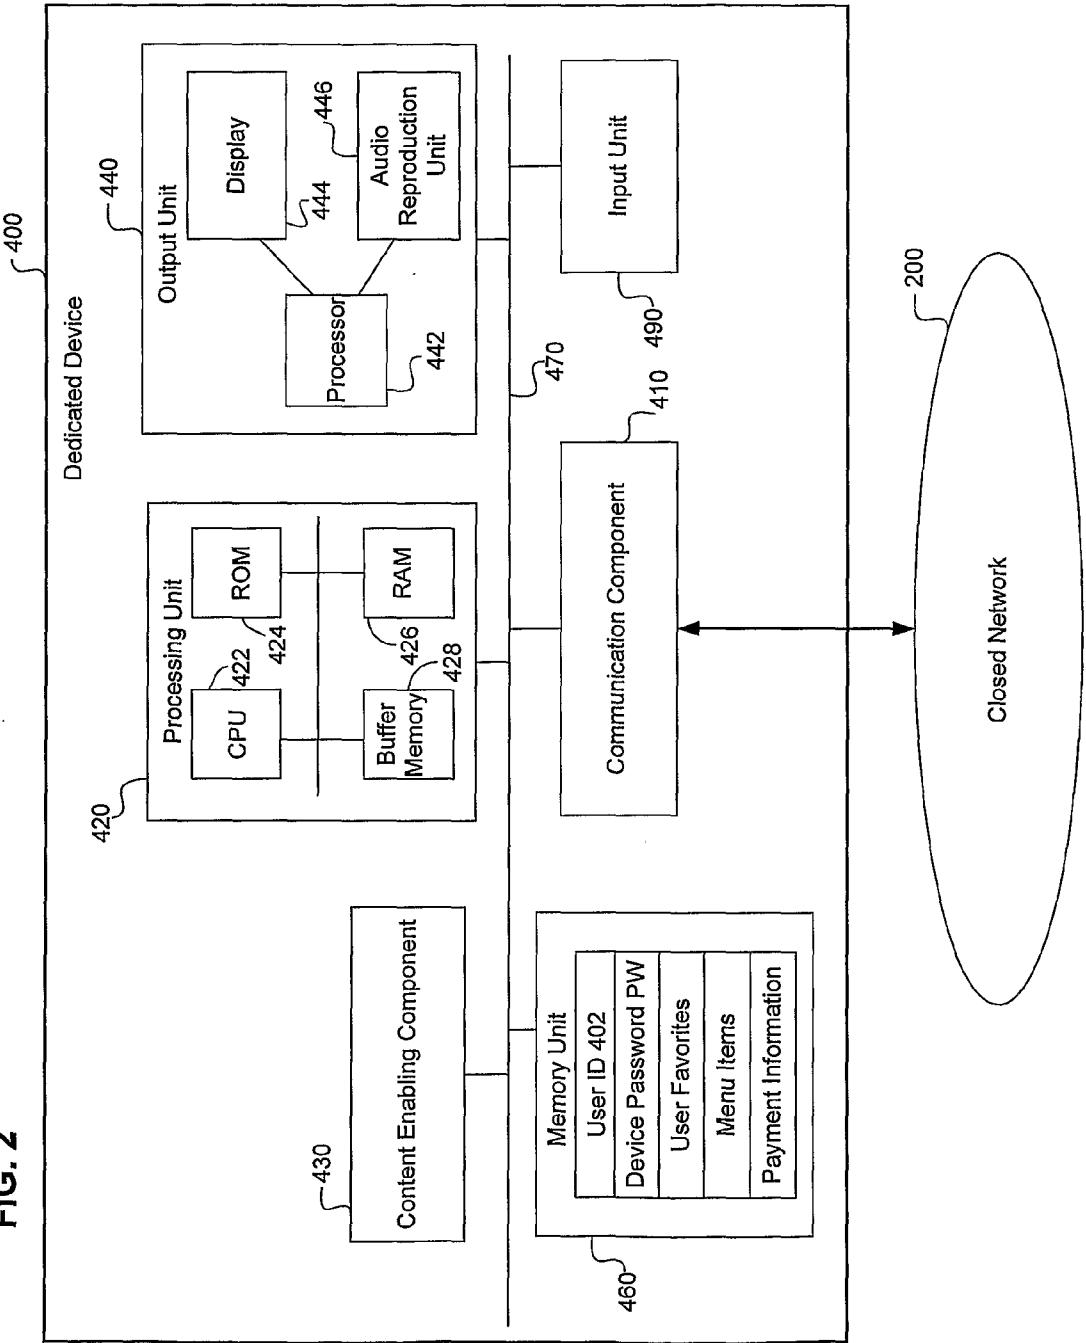 FIG. 2
400
Dedicated Device
420
Processing Unit
CPU
422
ROM
424
Buffer
Memory
428
RAM
426
440
Output Unit
Processor
442
Display
444
Audio
Reproduction
Unit
446
430
Content Enabling Component
470
460
Memory Unit
User ID 402
Device Password PW
User Favorites
Menu Items
Payment Information
Communication Component
410
Input Unit
490
Closed Network
200